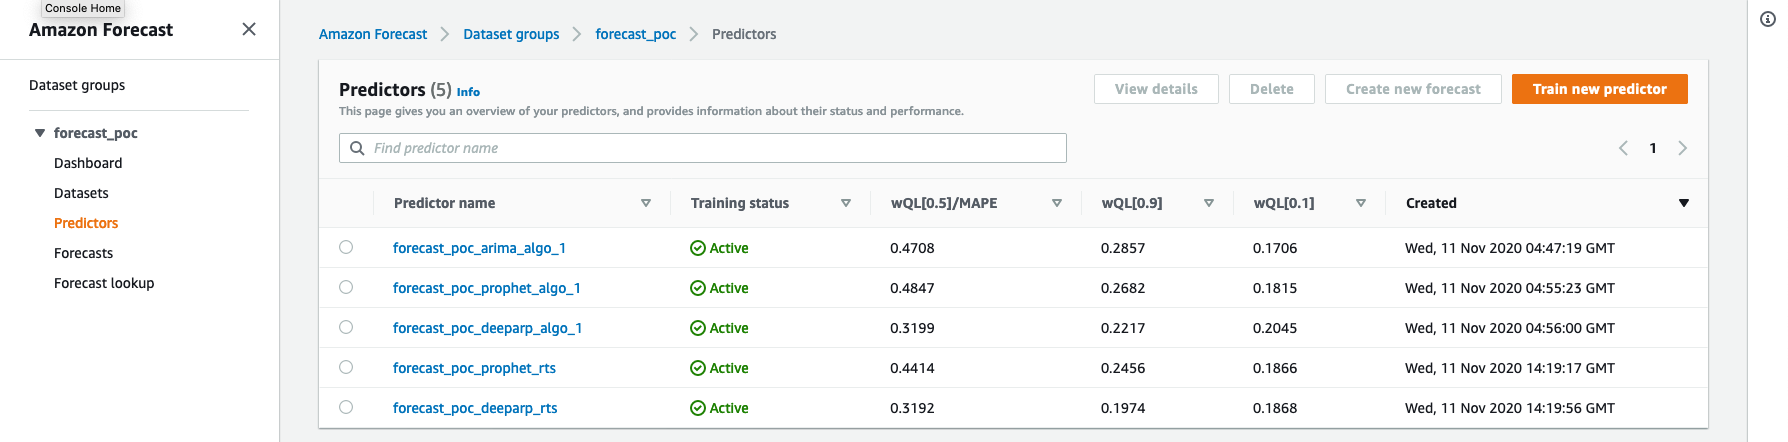 Console Home
Amazon Forecast
Dataset groups
forecast_poc
Dashboard
Datasets
Predictors
Forecasts
Forecast lookup
Amazon Forecast Dataset groups forecast_poc Predictors
Predictors (5) Info
This page gives you an overview of your predictors, and provides information about their status and performance.
View details Delete Create new forecast Train new predictor
Find predictor name
1
Predictor name Training status wQL[0.5]/MAPE wQL[0.9] wQL[0.1] Created
forecast_poc_arima_algo_1 Active 0.4708 0.2857 0.1706 Wed, 11 Nov 2020 04:47:19 GMT
forecast_poc_prophet_algo_1 Active 0.4847 0.2682 0.1815 Wed, 11 Nov 2020 04:55:23 GMT
forecast_poc_deeparp_algo_1 Active 0.3199 0.2217 0.2045 Wed, 11 Nov 2020 04:56:00 GMT
forecast_poc_prophet_rts Active 0.4414 0.2456 0.1866 Wed, 11 Nov 2020 14:19:17 GMT
forecast_poc_deeparp_rts Active 0.3192 0.1974 0.1868 Wed, 11 Nov 2020 14:19:56 GMT